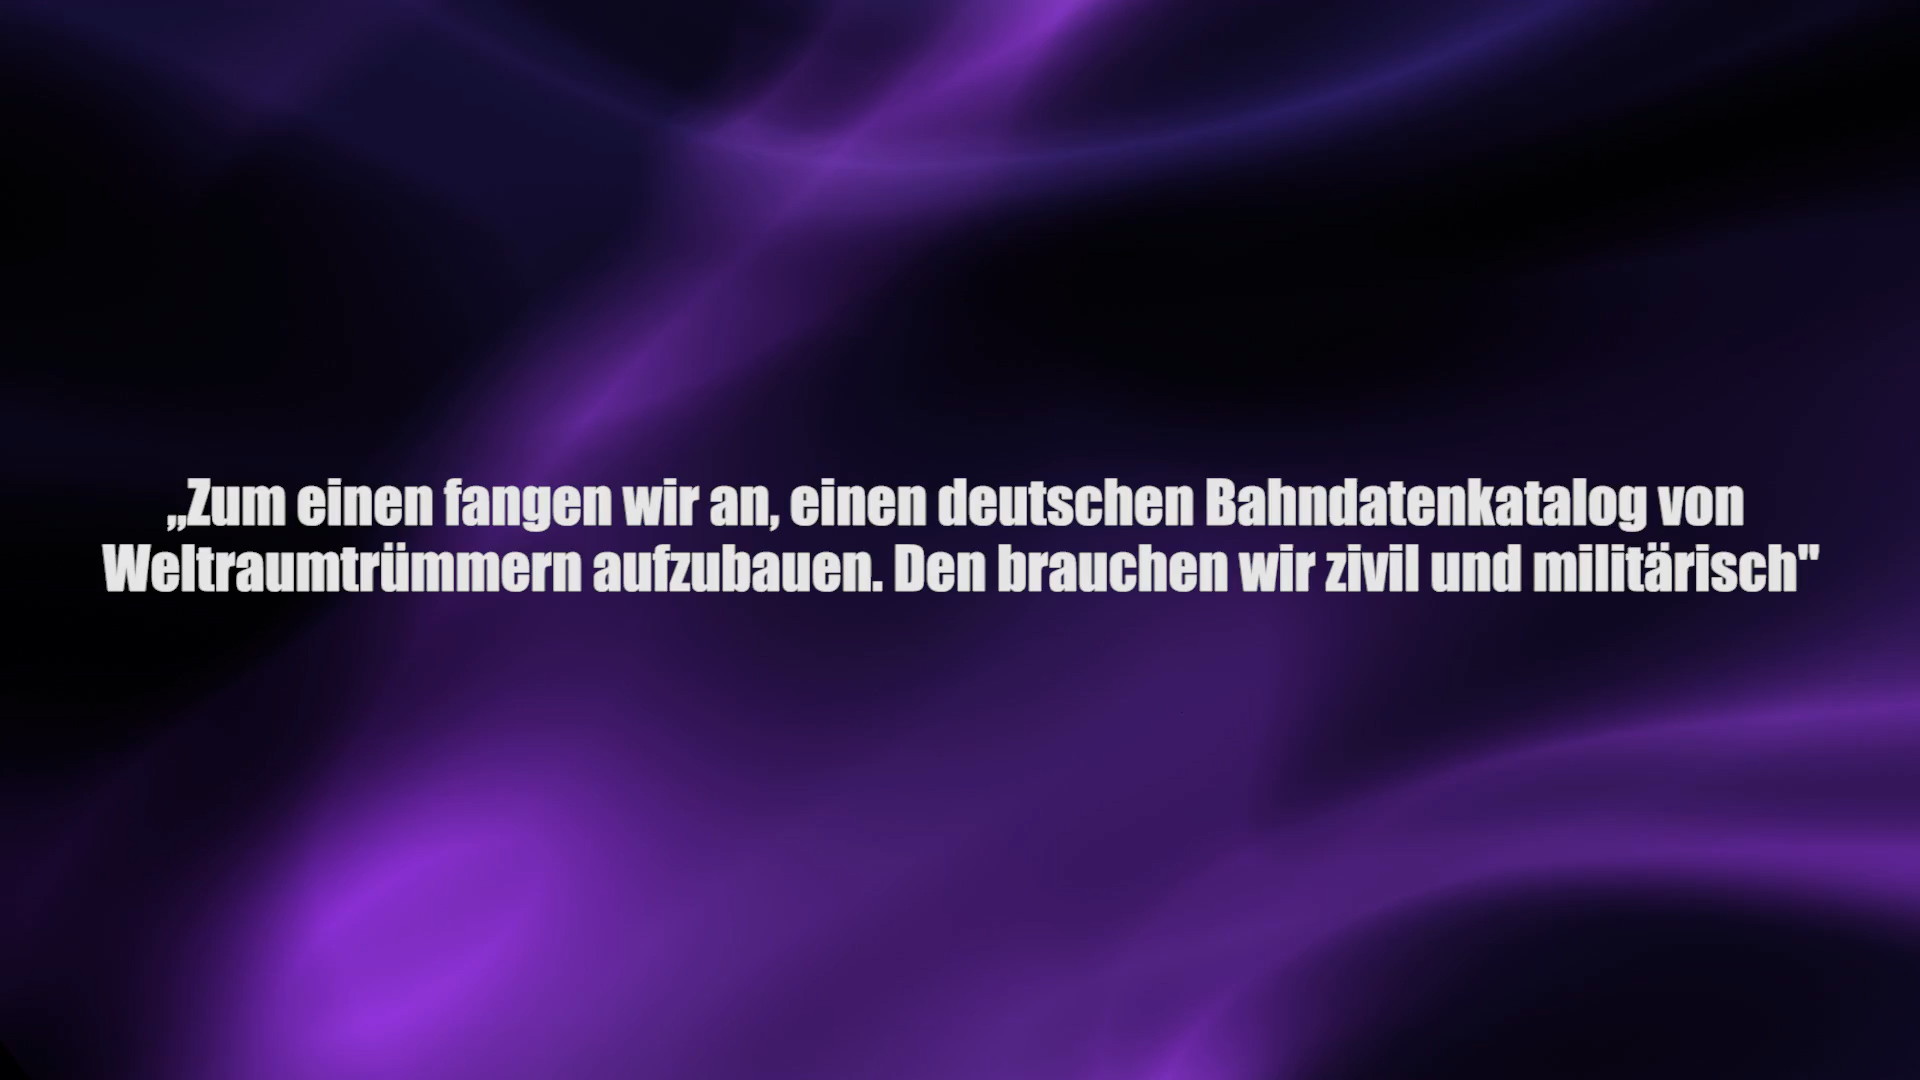 „Zum einen fangen wir an, einen deutschen Bahndatenkatalog von
Weltraumtrümmern aufzubauen. Den brauchen wir zivil und militärisch"